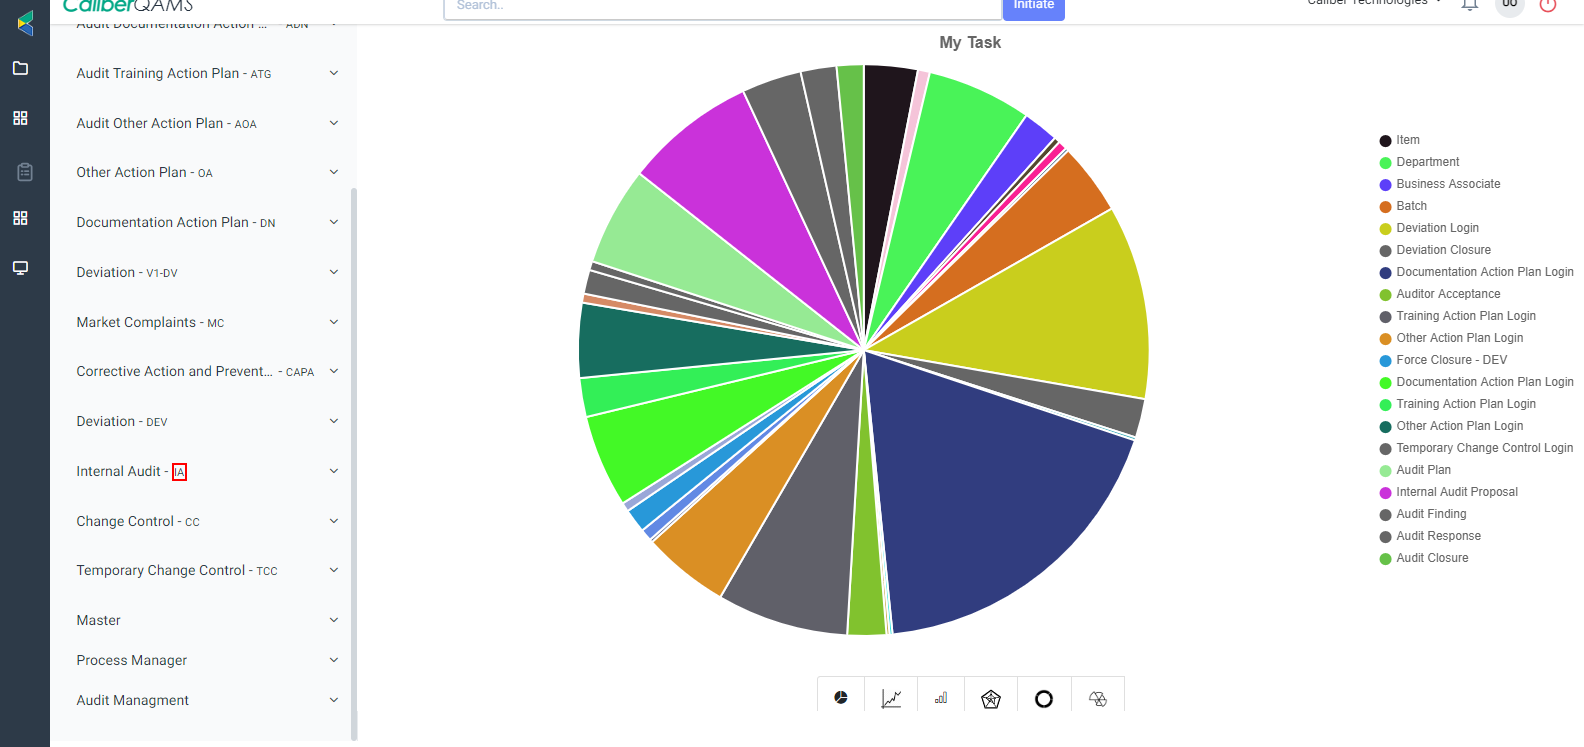 CaliberQAMS
Search..
Initiate
Caliber Technologies
00
Audit Documentation Action ... - ADN
Audit Training Action Plan - ATG
Audit Other Action Plan - AOA
Other Action Plan - OA
Documentation Action Plan - DN
Deviation - V1-DV
Market Complaints - MC
Corrective Action and Prevent... - CAPA
Deviation - DEV
Internal Audit - IA
Change Control - CC
Temporary Change Control - TCC
Master
Process Manager
Audit Managment
My Task
Item
Department
Business Associate
Batch
Deviation Login
Deviation Closure
Documentation Action Plan Login
Auditor Acceptance
Training Action Plan Login
Other Action Plan Login
Force Closure - DEV
Documentation Action Plan Login
Training Action Plan Login
Other Action Plan Login
Temporary Change Control Login
Audit Plan
Internal Audit Proposal
Audit Finding
Audit Response
Audit Closure